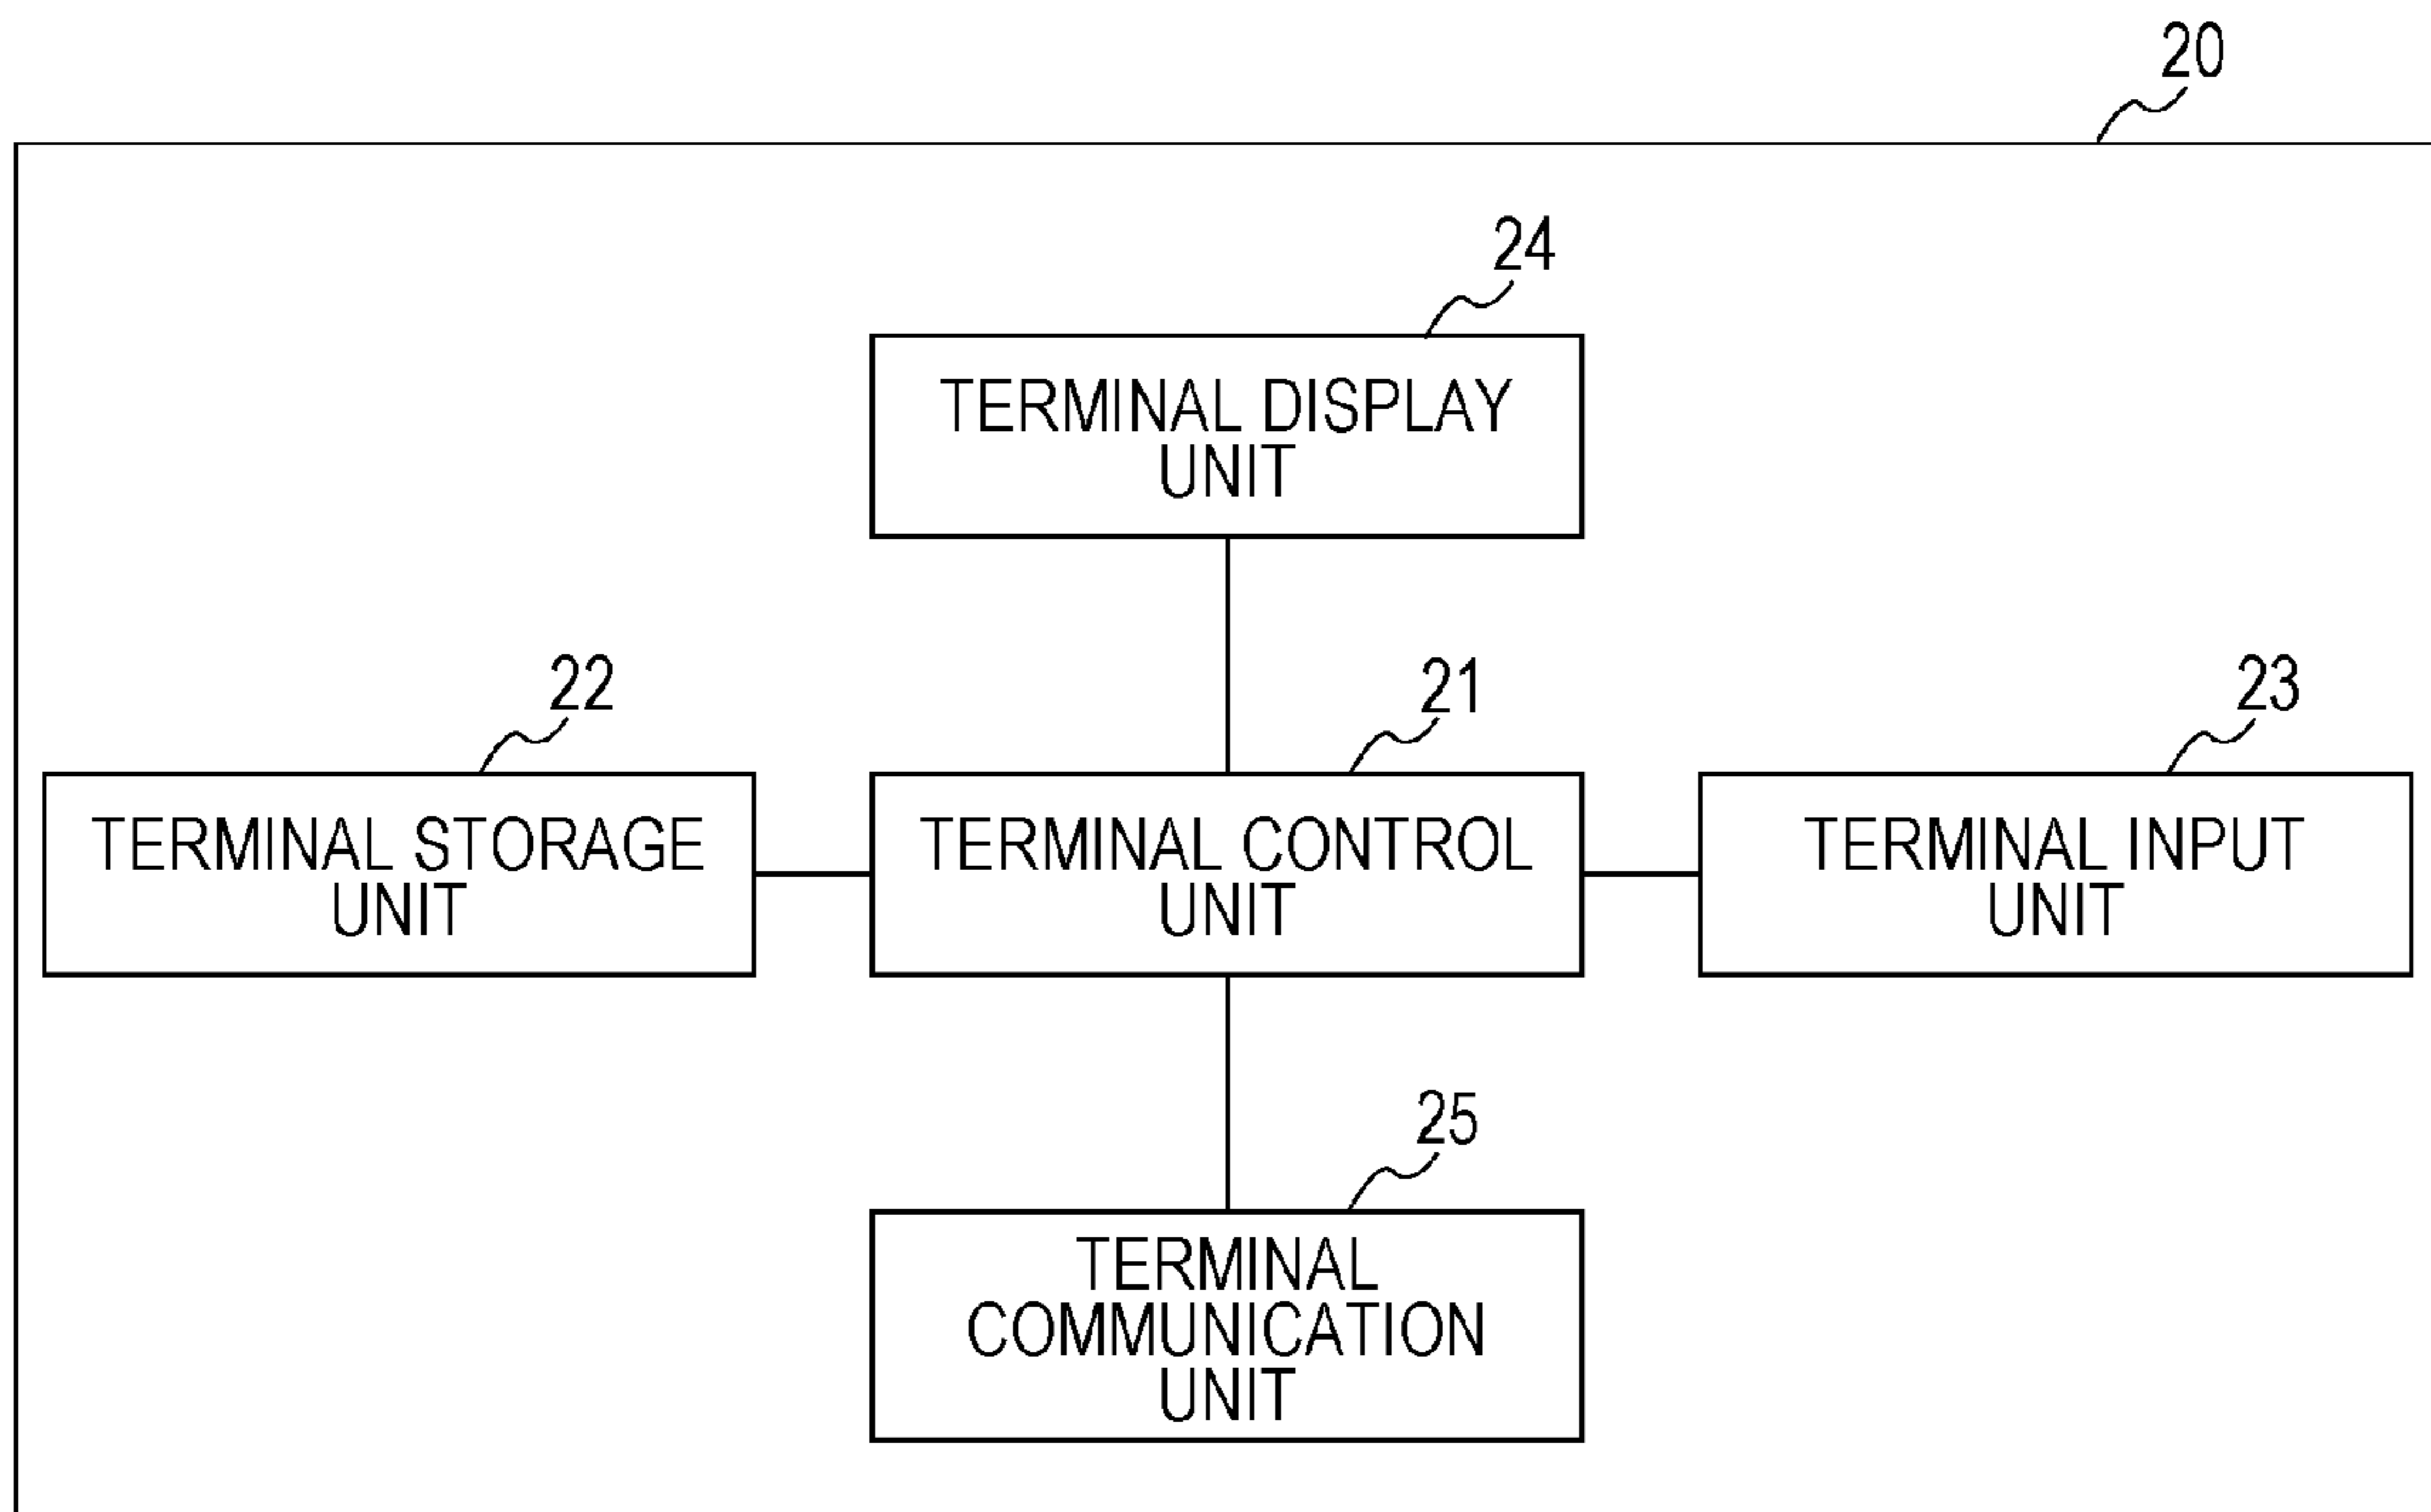 20
24
TERMINAL DISPLAY
UNIT
22
21
23
TERMINAL STORAGE
UNIT
TERMINAL CONTROL
UNIT
TERMINAL INPUT
UNIT
25
TERMINAL
COMMUNICATION
UNIT